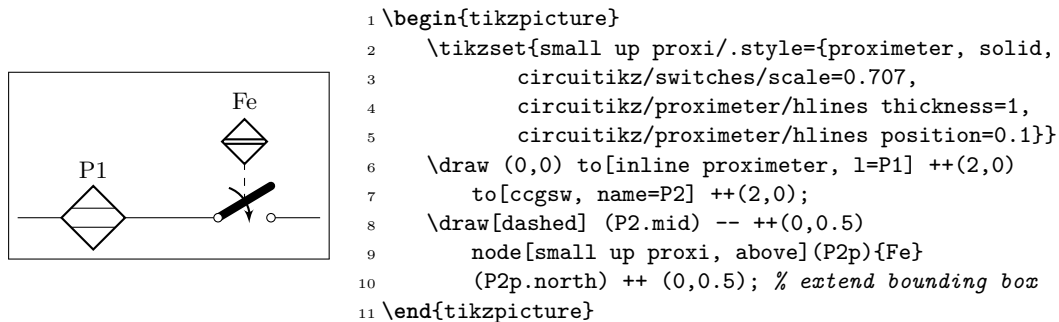 Fe
P1
1 \begin{tikzpicture}
2 \tikzset{small up proxi/.style={proximeter, solid,
3 circuitikz/switches/scale=0.707,
4 circuitikz/proximeter/hlines thickness=1,
5 circuitikz/proximeter/hlines position=0.1}}
6 \draw (0,0) to[inline proximeter, l=P1] ++(2,0)
7 to[ccgsw, name=P2] ++(2,0);
8 \draw[dashed] (P2.mid) -- ++(0,0.5)
9 node[small up proxi, above](P2p){Fe}
10 (P2p.north) ++ (0,0.5); % extend bounding box
11 \end{tikzpicture}